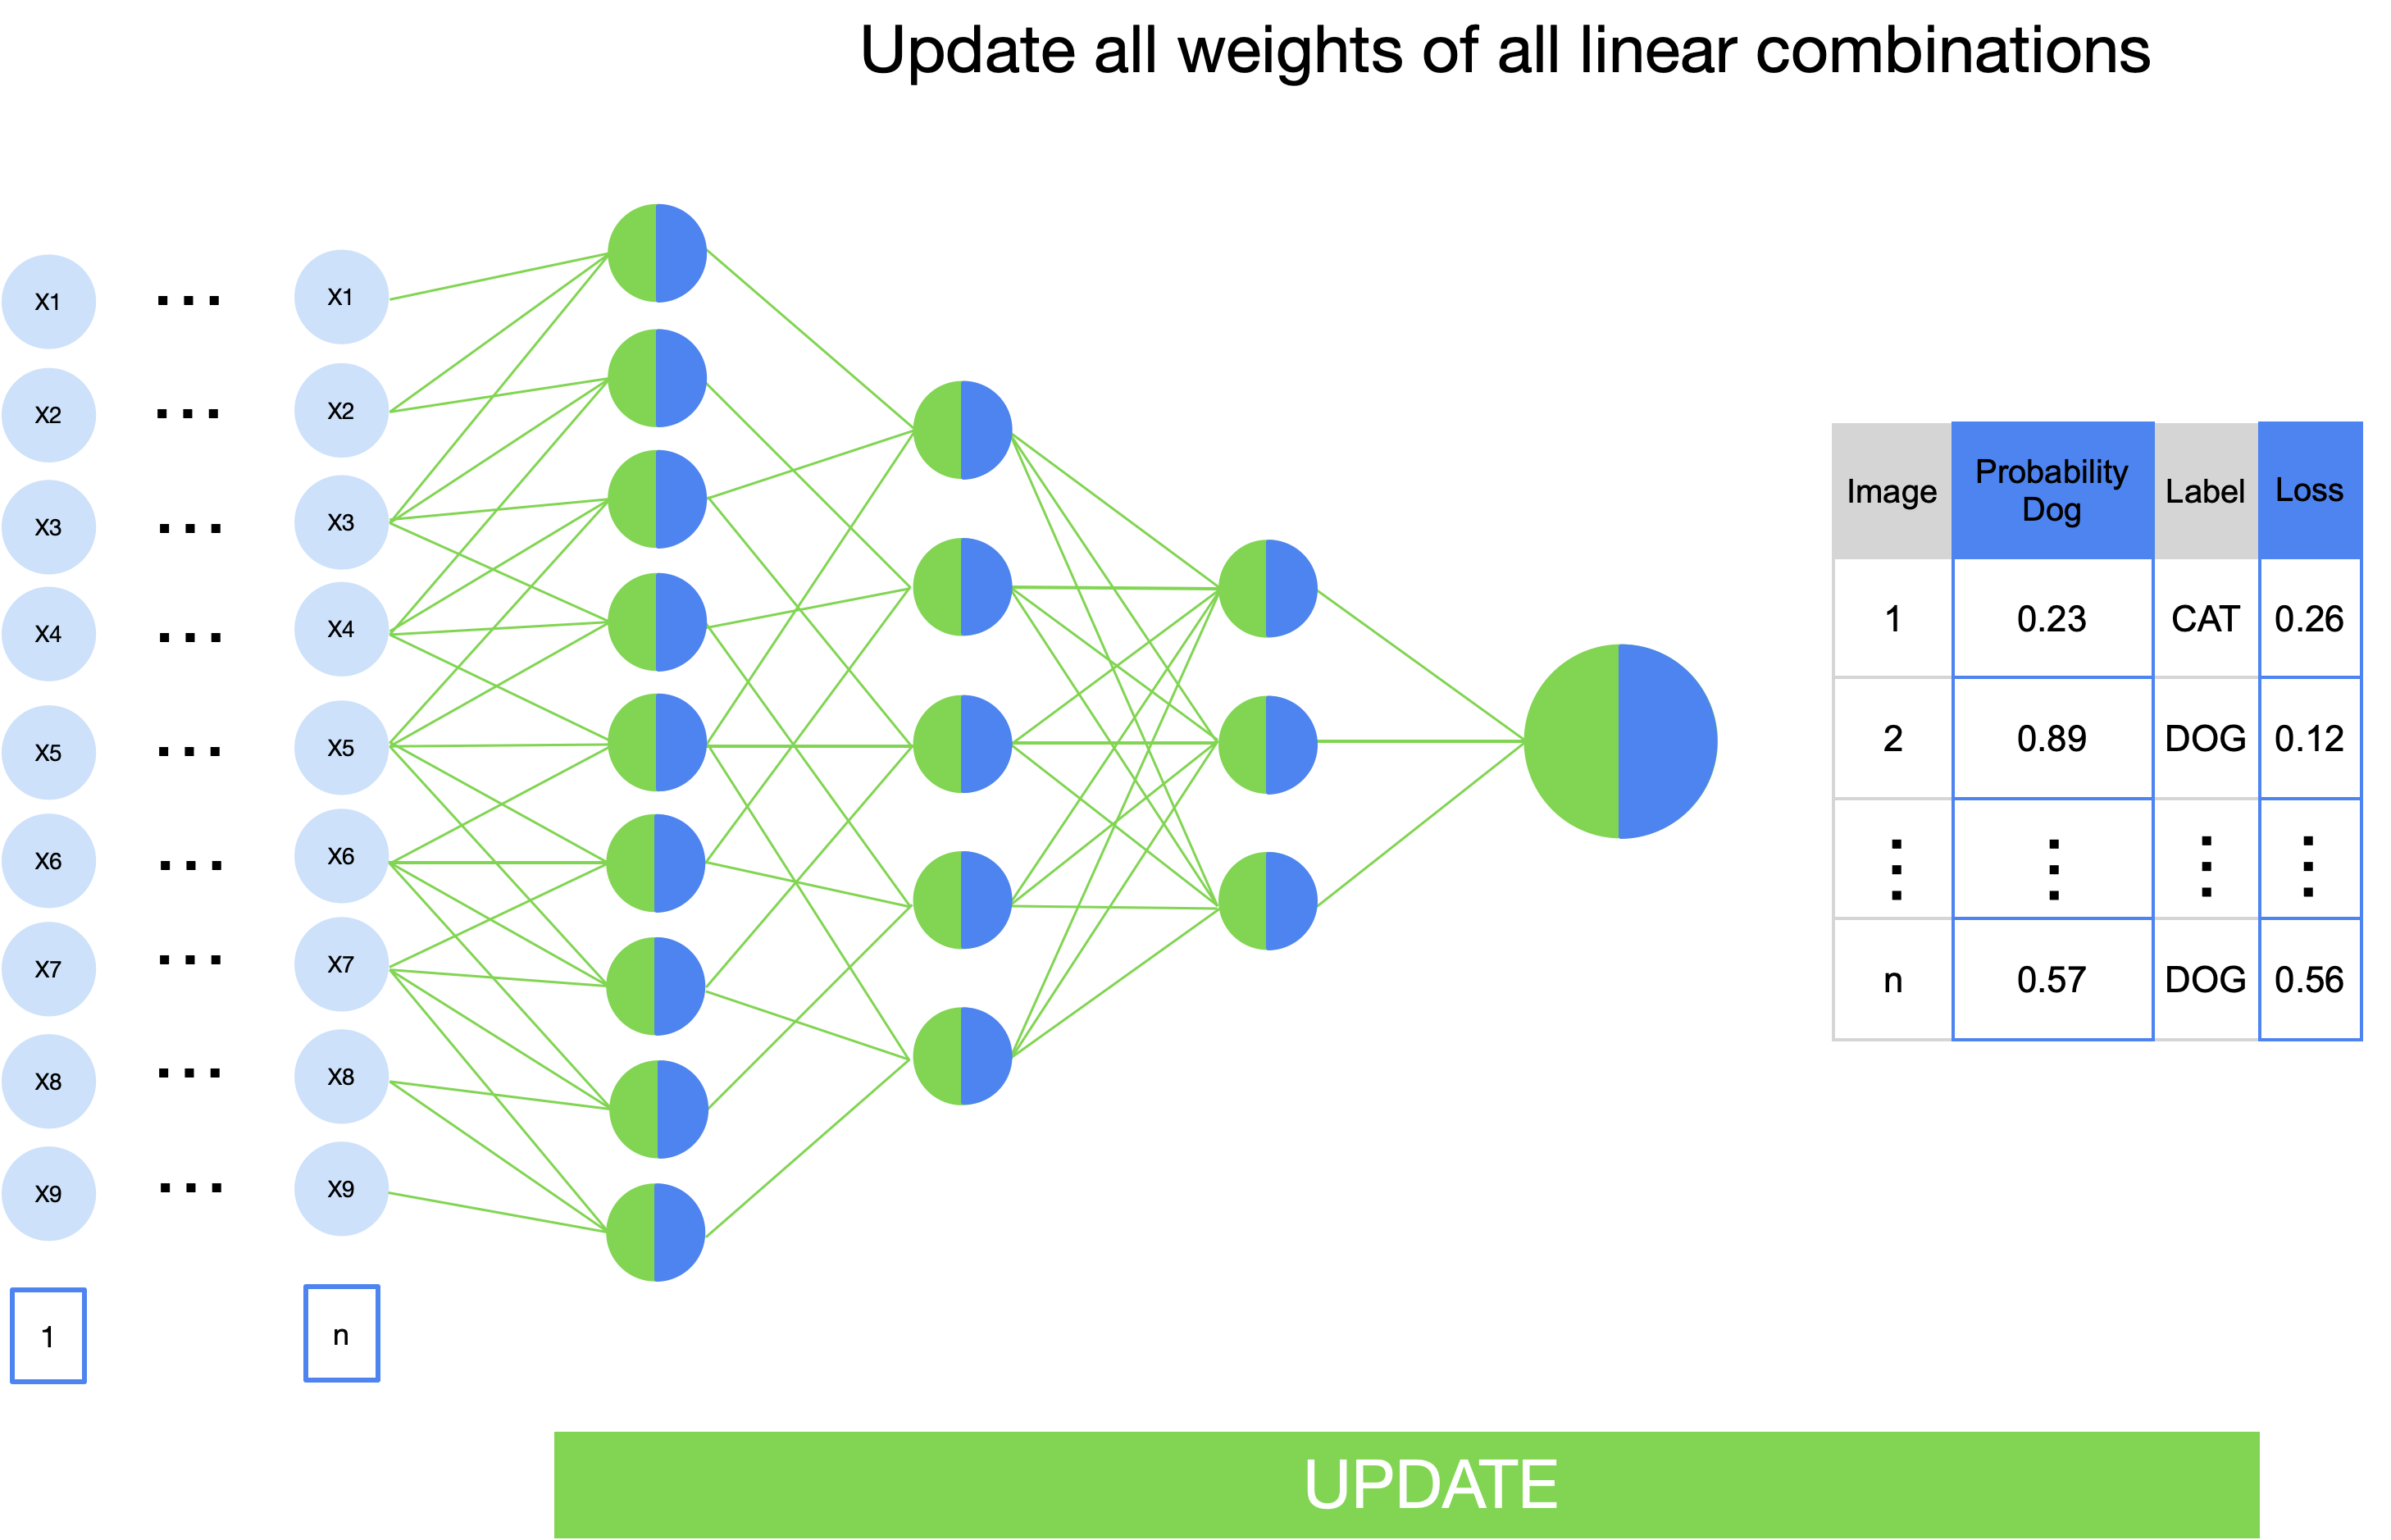 Update all weights of all linear combinations
X1 ... X1
X2 ... X2
X3 ... X3
X4 ... X4
X5 ... X5
X6 ... X6
X7 ... X7
X8 ... X8
X9 ... X9
1
n
Image
Probability
Dog
Label
Loss
1 0.23 CAT 0.26
2 0.89 DOG 0.12
n 0.57 DOG 0.56
UPDATE